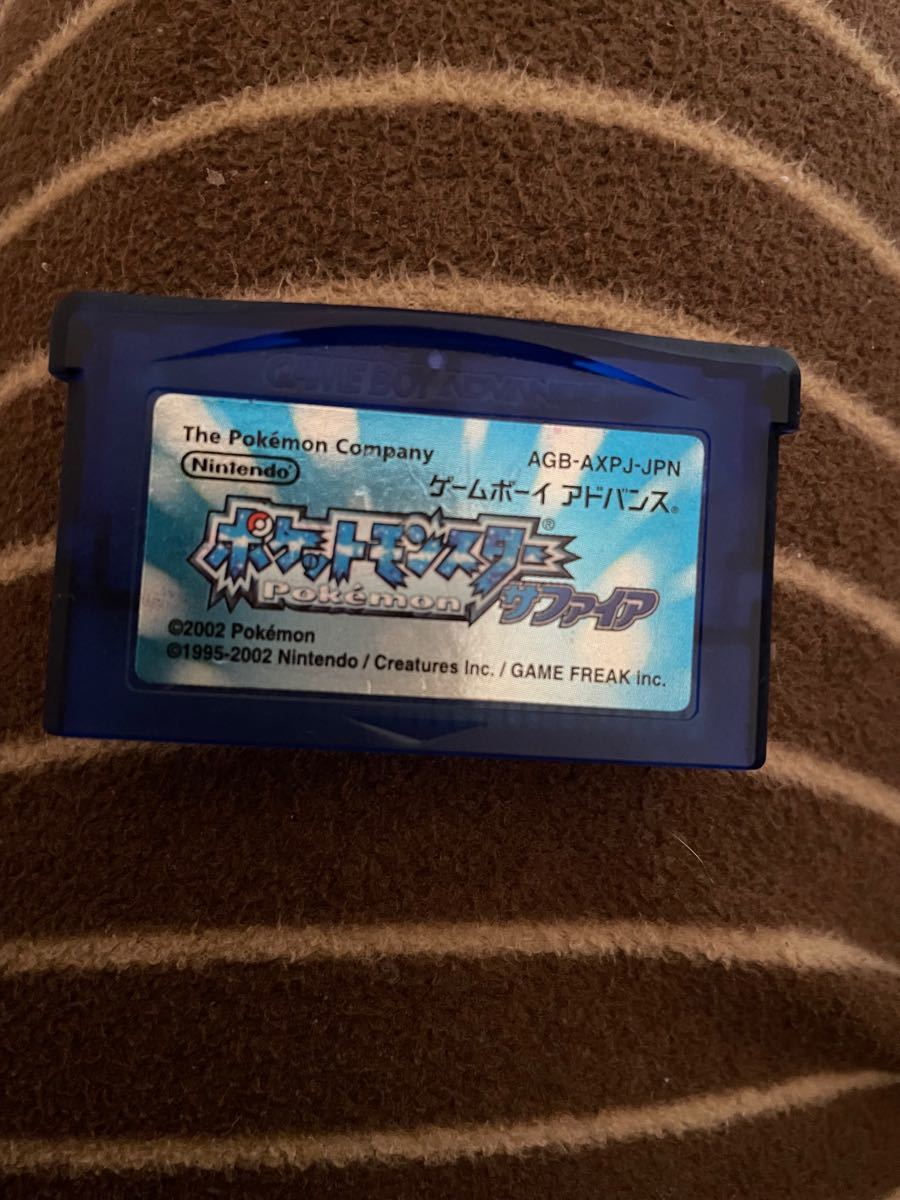 GAME BOY ADVANCE
The Pokémon Company
AGB-AXPJ-JPN
Nintendo®
ゲームボーイ アドバンス®
ポケットモンスター®
Pokémon
サファイア
©2002 Pokémon
©1995-2002 Nintendo / Creatures Inc. / GAME FREAK inc.